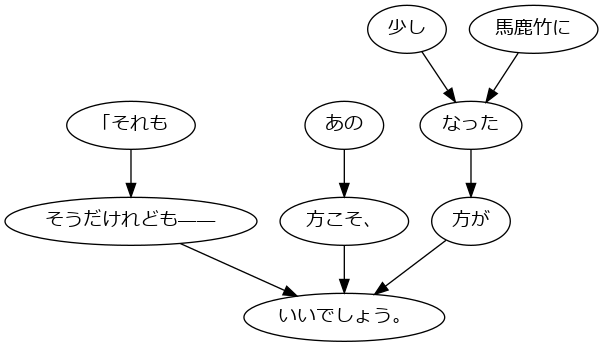 少し
馬鹿竹に
「それも
あの
なった
そうだけれども――
方こそ、
方が
いいでしょう。